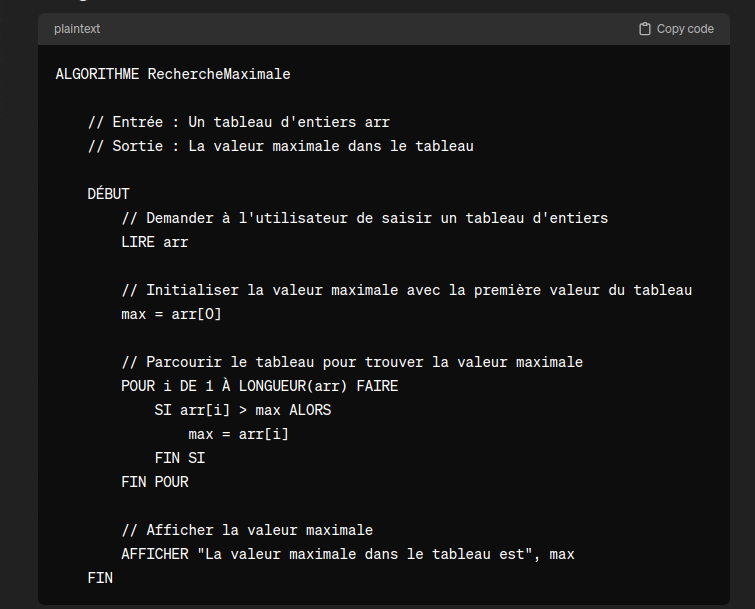 plaintext
Copy code
ALGORITHME RechercheMaximale
// Entrée : Un tableau d'entiers arr
// Sortie : La valeur maximale dans le tableau
DÉBUT
// Demander à l'utilisateur de saisir un tableau d'entiers
LIRE arr
// Initialiser la valeur maximale avec la première valeur du tableau
max = arr[0]
// Parcourir le tableau pour trouver la valeur maximale
POUR i DE 1 À LONGUEUR(arr) FAIRE
SI arr[i] > max ALORS
max = arr[i]
FIN SI
FIN POUR
// Afficher la valeur maximale
AFFICHER "La valeur maximale dans le tableau est", max
FIN